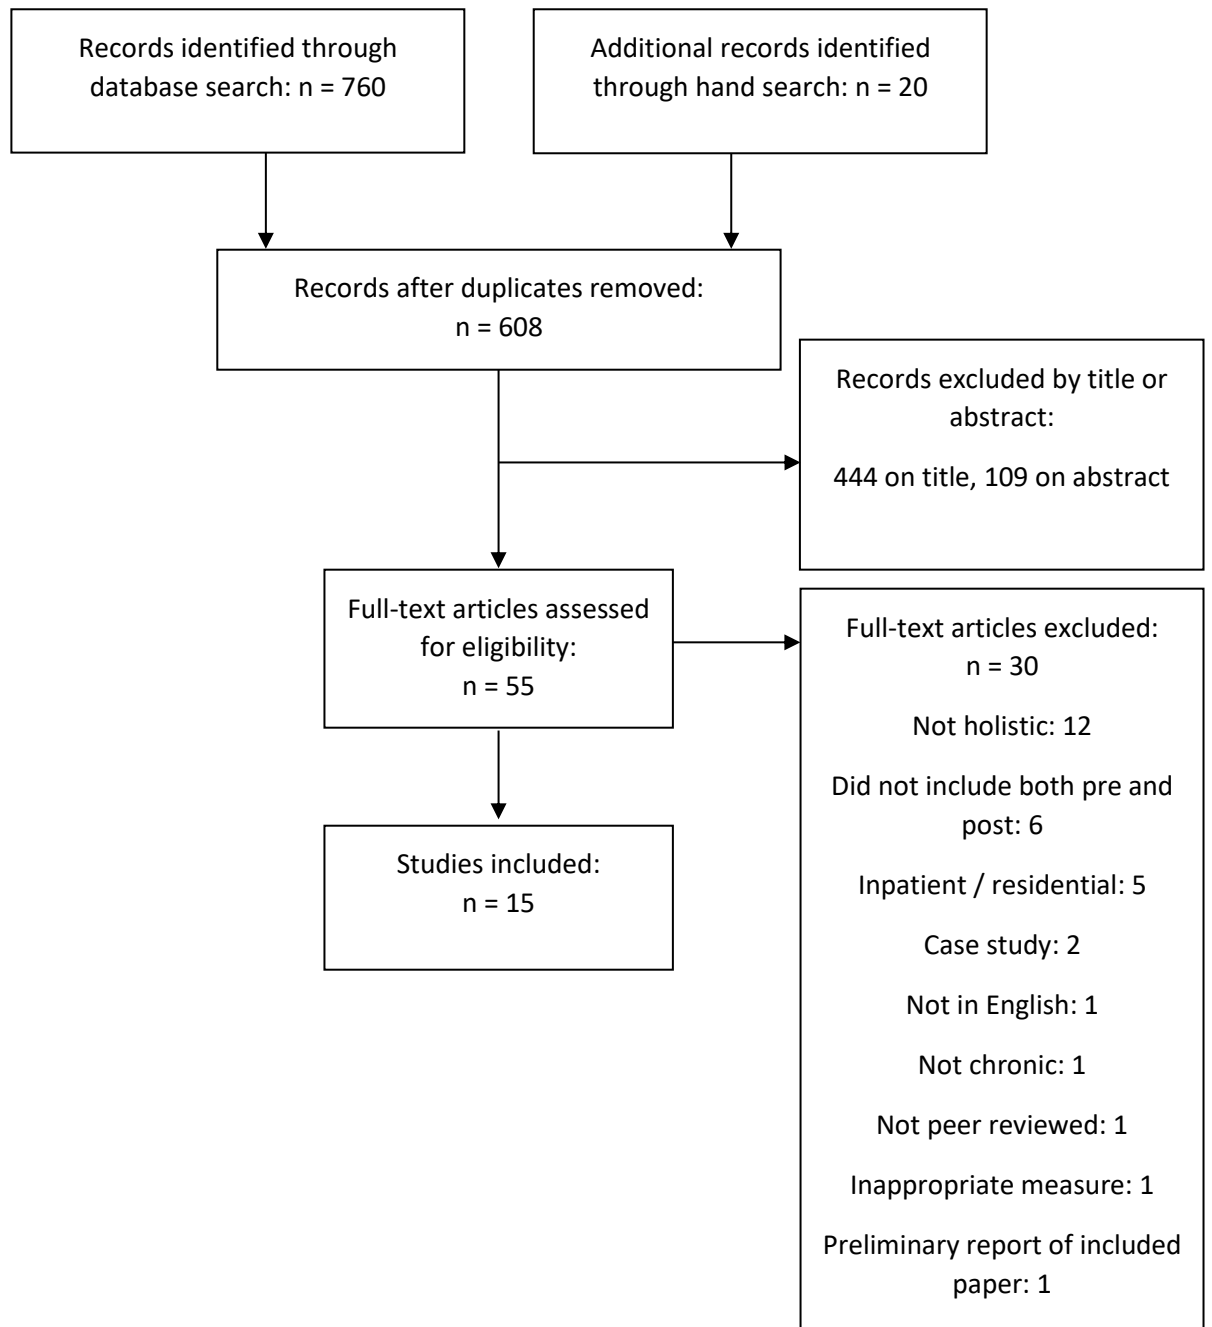 Records identified through
database search: n = 760
Additional records identified
through hand search: n = 20
Records after duplicates removed:
n = 608
Records excluded by title or
abstract:
444 on title, 109 on abstract
Full-text articles assessed
for eligibility:
n = 55
Full-text articles excluded:
n = 30
Not holistic: 12
Did not include both pre and
post: 6
Inpatient / residential: 5
Case study: 2
Not in English: 1
Not chronic: 1
Not peer reviewed: 1
Inappropriate measure: 1
Preliminary report of included
paper: 1
Studies included:
n = 15